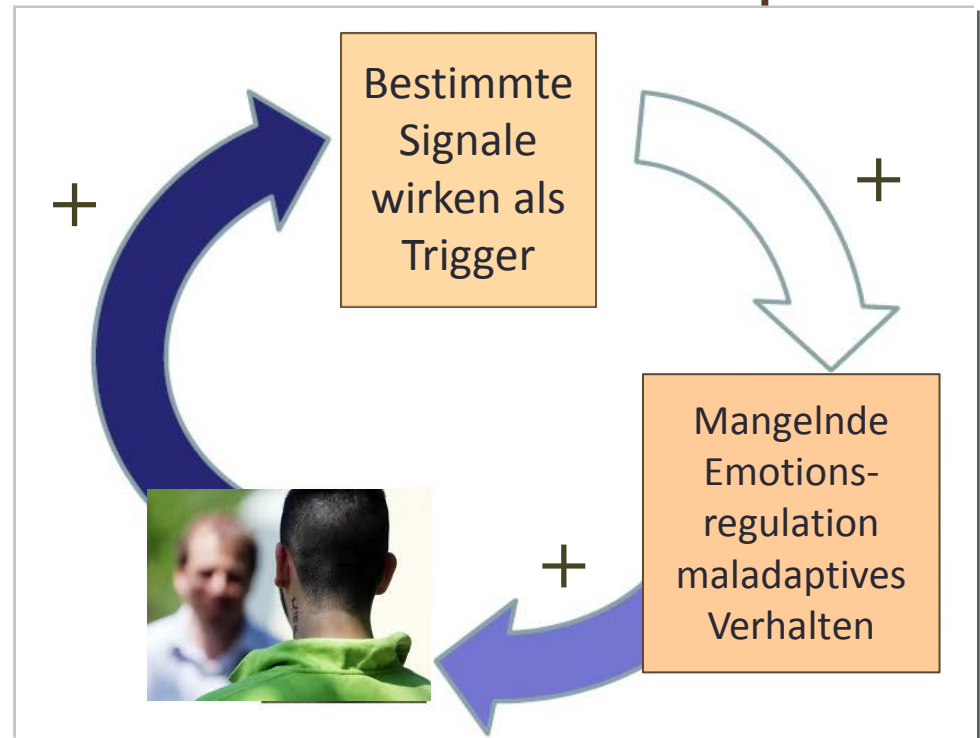 Bestimmte
Signale
wirken als
Trigger
+
+
Mangelnde
Emotions-
regulation
maladaptives
Verhalten
+